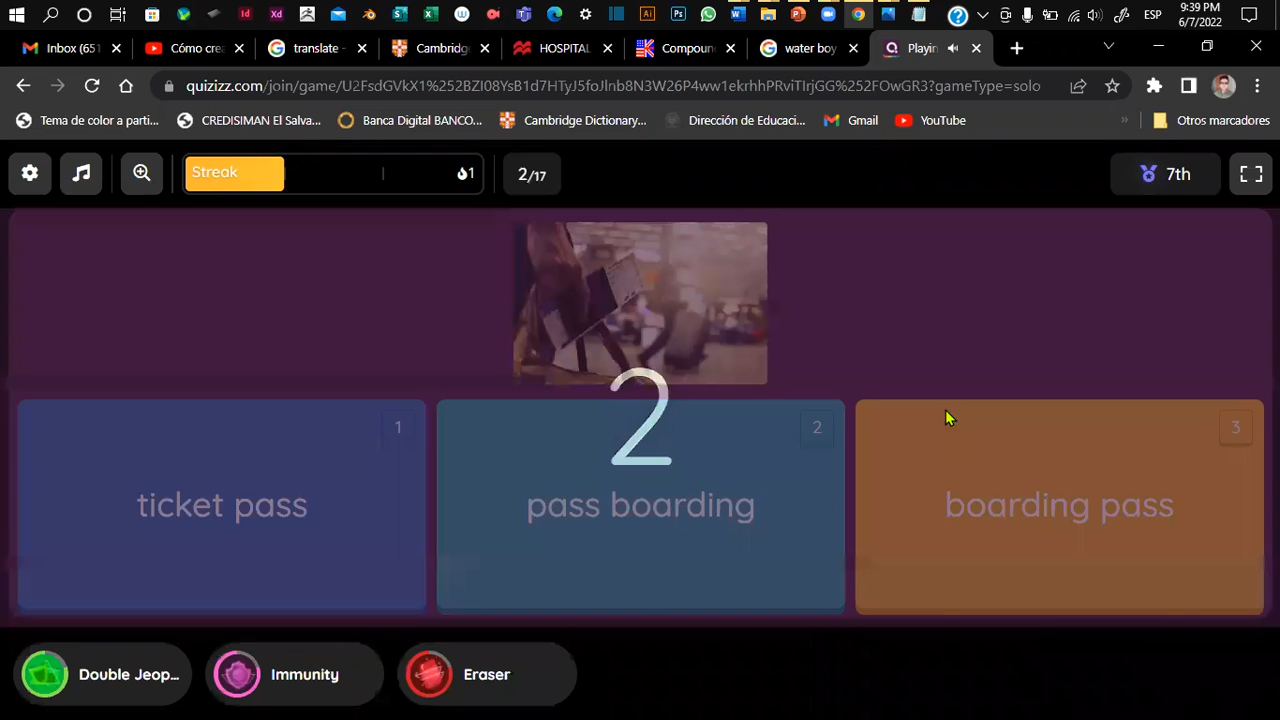 ESP
9:39 PM
6/7/2022
Inbox (651
Cómo crea
translate -
Cambridg
HOSPITAL
Compoun
water boy
Playin
quizizz.com/join/game/U2FsdGVkX1%252BZI08YsB1d7HTyJ5foJlnb8N3W26P4ww1ekrhhPRviTIrjGG%252FOwGR3?gameType=solo
Tema de color a parti...
CREDISIMAN El Salva...
Banca Digital BANCO...
Cambridge Dictionary...
Dirección de Educaci...
Gmail
YouTube
»
Otros marcadores
Streak
1
2/17
7th
2
1
ticket pass
2
pass boarding
3
boarding pass
Double Jeop...
Immunity
Eraser